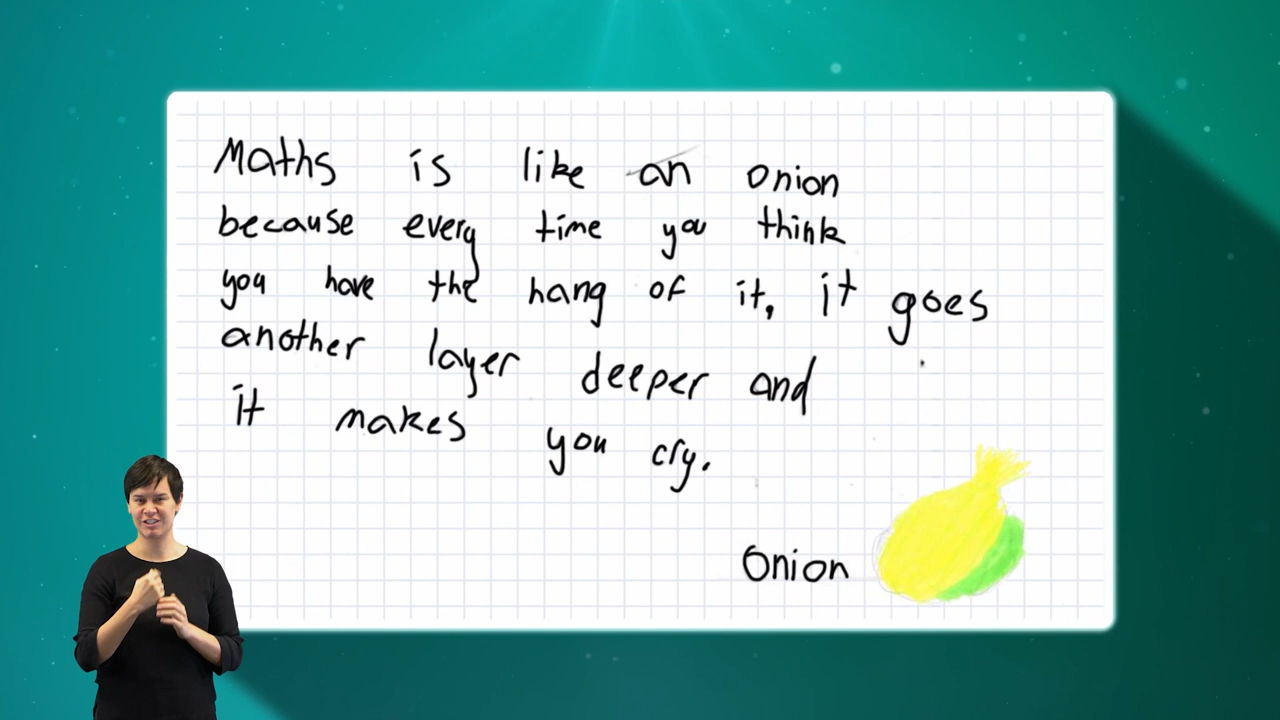 Maths is like an onion
because every time you think
you have the hang of it, it goes
another layer deeper and
it makes you cry.
Onion